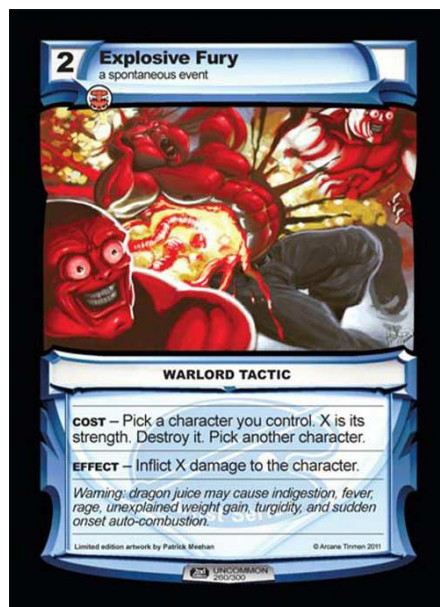 2
Explosive Fury
a spontaneous event
WARLORD TACTIC
COST – Pick a character you control. X is its
strength. Destroy it. Pick another character.
EFFECT – Inflict X damage to the character.
Warning: dragon juice may cause indigestion, fever,
rage, unexplained weight gain, turgidity, and sudden
onset auto-combustion.
Limited edition artwork by Patrick Meehan
© Arcane Tinmen 2011
UNCOMMON
260/300